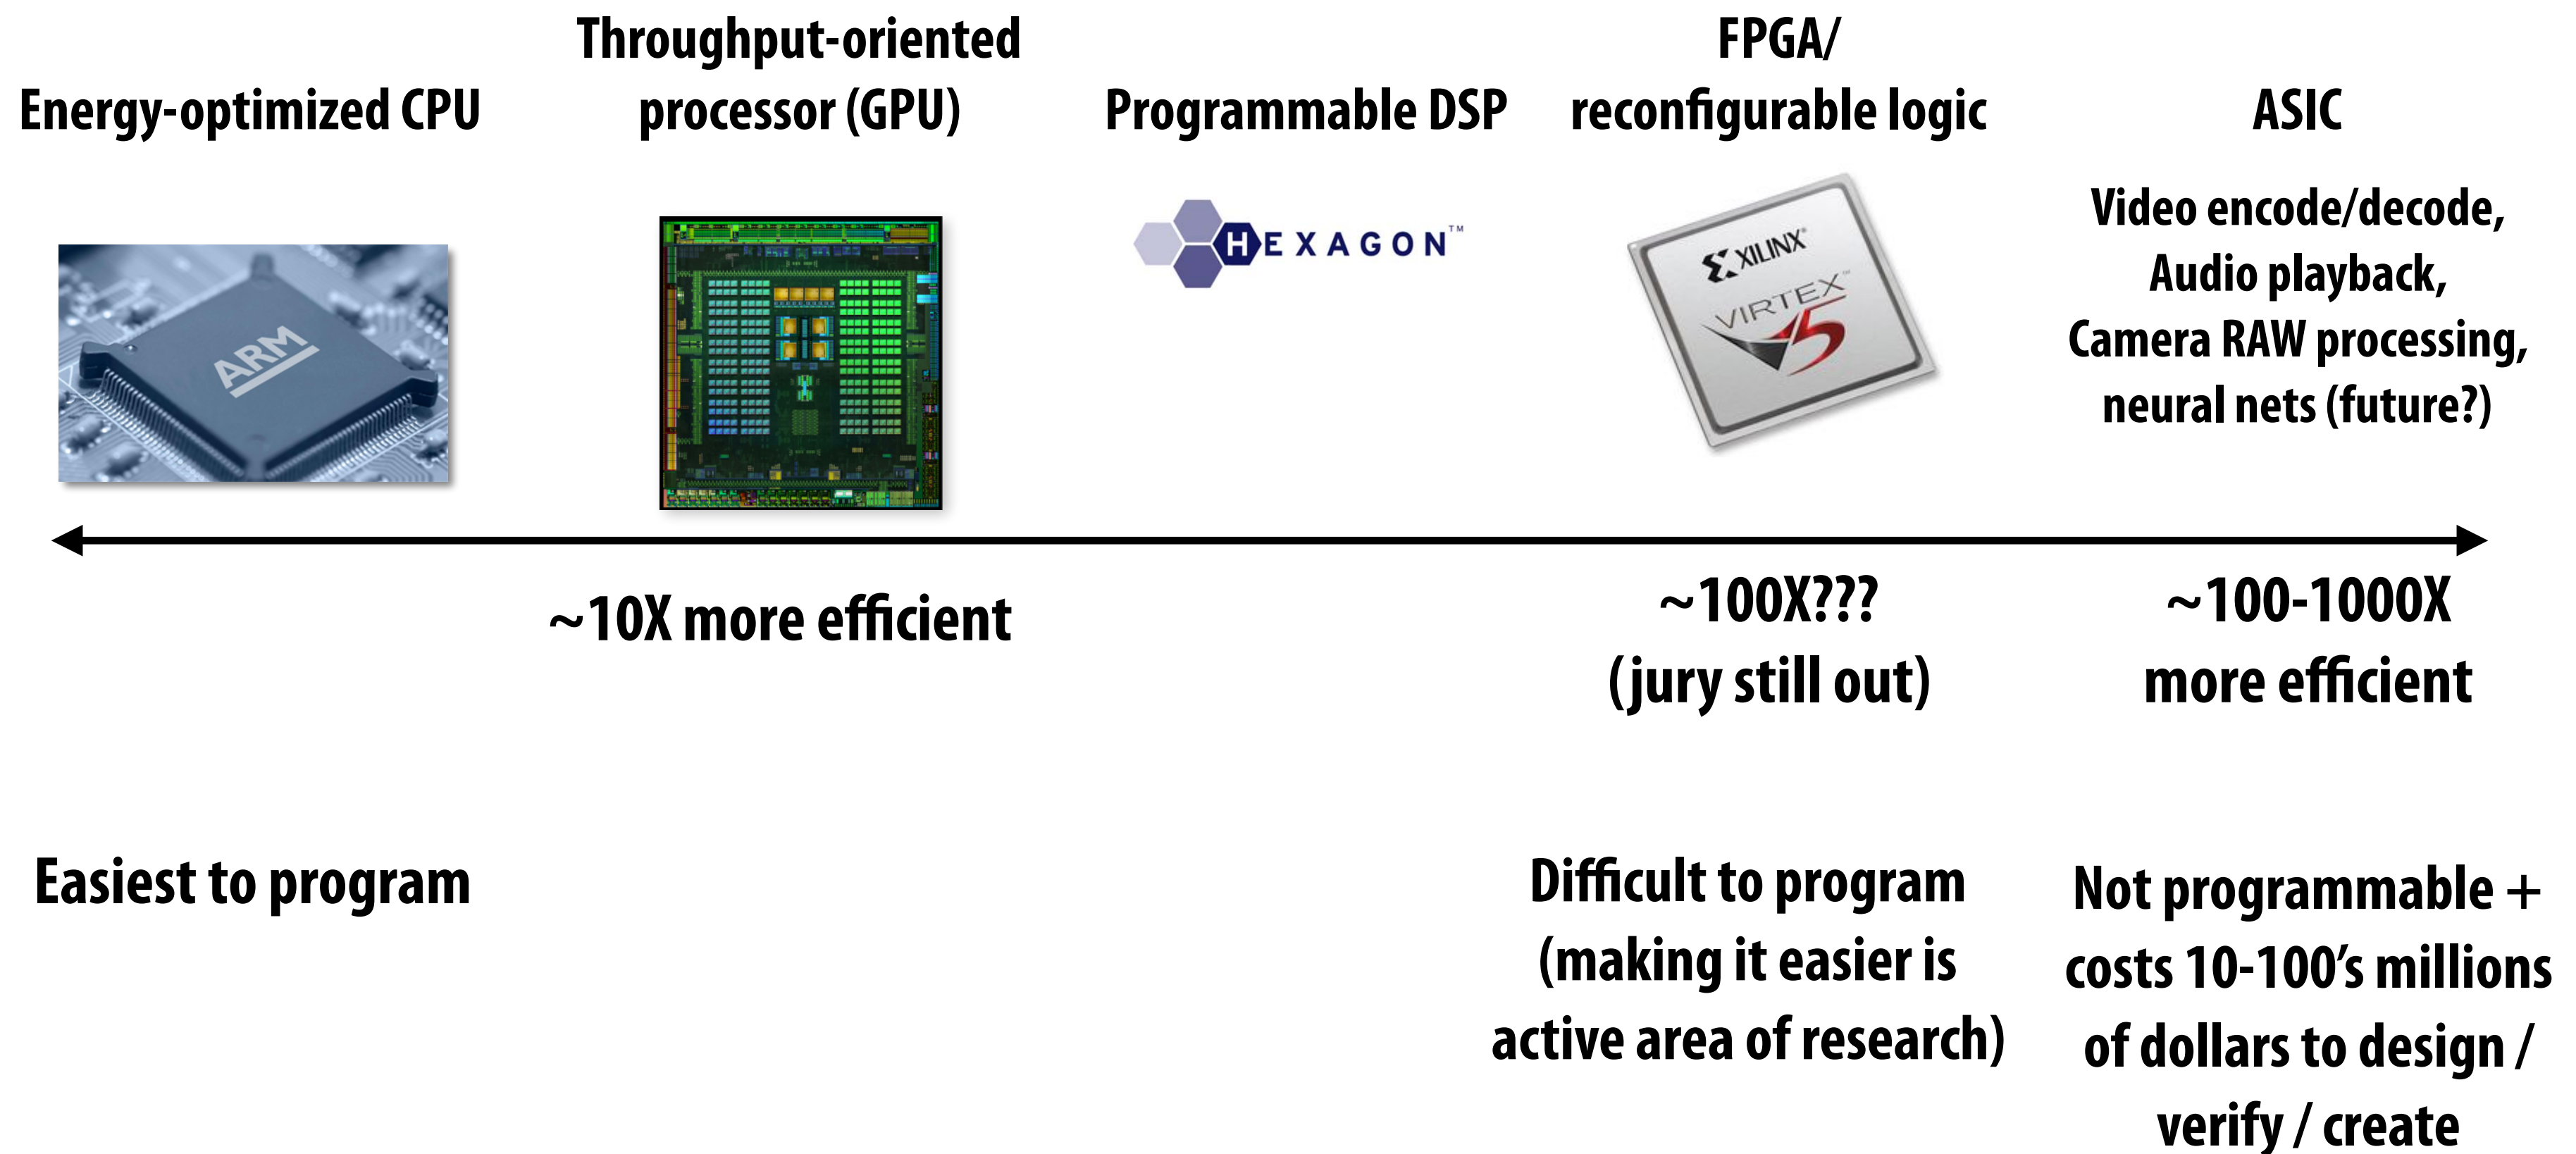 Energy-optimized CPU
Throughput-oriented
processor (GPU)
Programmable DSP
FPGA/
reconfigurable logic
ASIC
ARM
HEXAGON™
XILINX®
VIRTEX™
5
Video encode/decode,
Audio playback,
Camera RAW processing,
neural nets (future?)
~10X more efficient
~100X???
(jury still out)
~100-1000X
more efficient
Easiest to program
Difficult to program
(making it easier is
active area of research)
Not programmable +
costs 10-100’s millions
of dollars to design /
verify / create